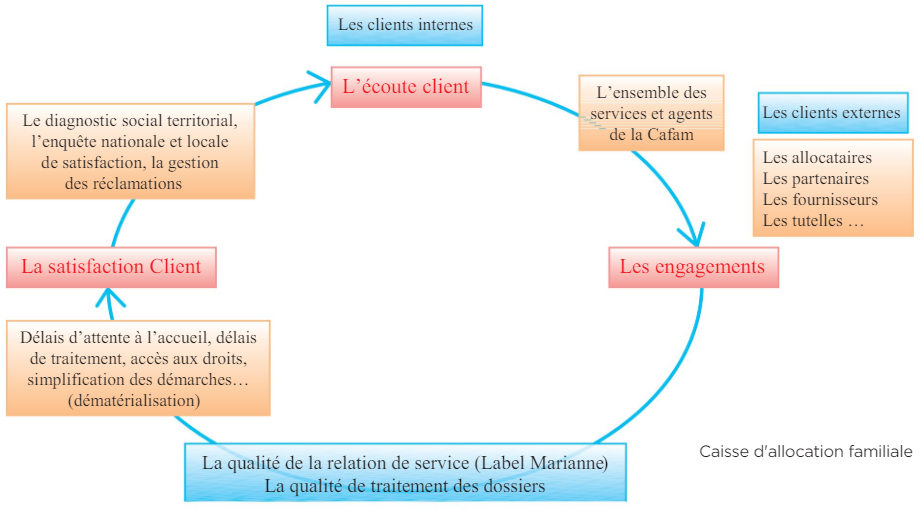 Les clients internes
L'écoute client
L'ensemble des
services et agents
de la Cafam
Les clients externes
Les allocataires
Les partenaires
Les fournisseurs
Les tutelles …
Le diagnostic social territorial,
l'enquête nationale et locale
de satisfaction, la gestion
des réclamations
La satisfaction Client
Les engagements
Délais d'attente à l'accueil, délais
de traitement, accès aux droits,
simplification des démarches…
(dématérialisation)
La qualité de la relation de service (Label Marianne)
La qualité de traitement des dossiers
Caisse d'allocation familiale